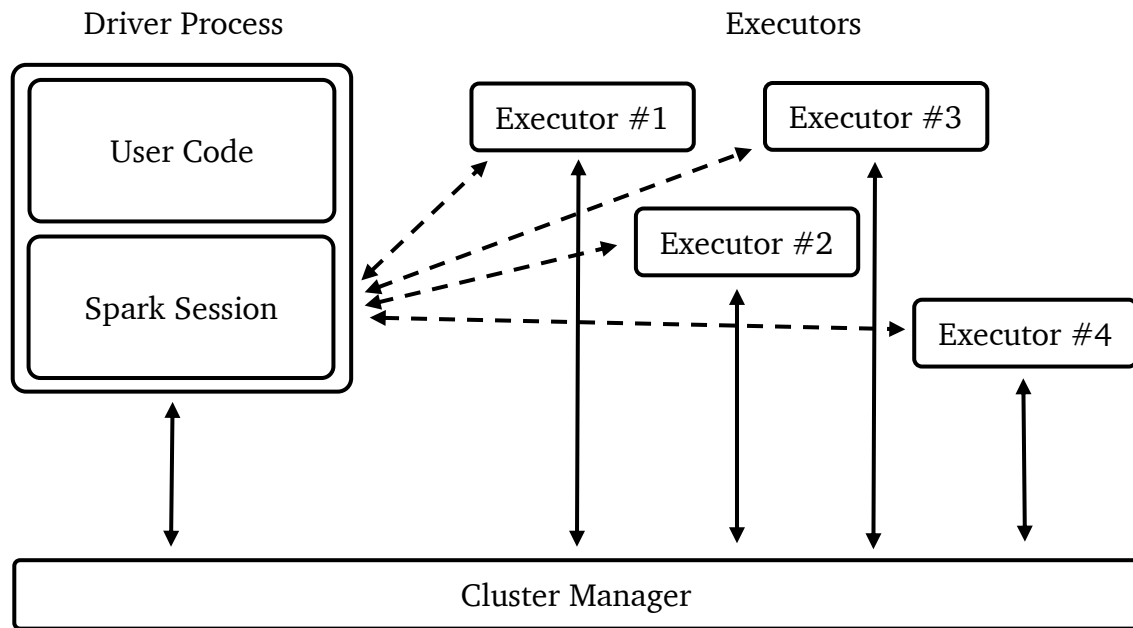 Driver Process
Executors
User Code
Spark Session
Executor #1
Executor #3
Executor #2
Executor #4
Cluster Manager